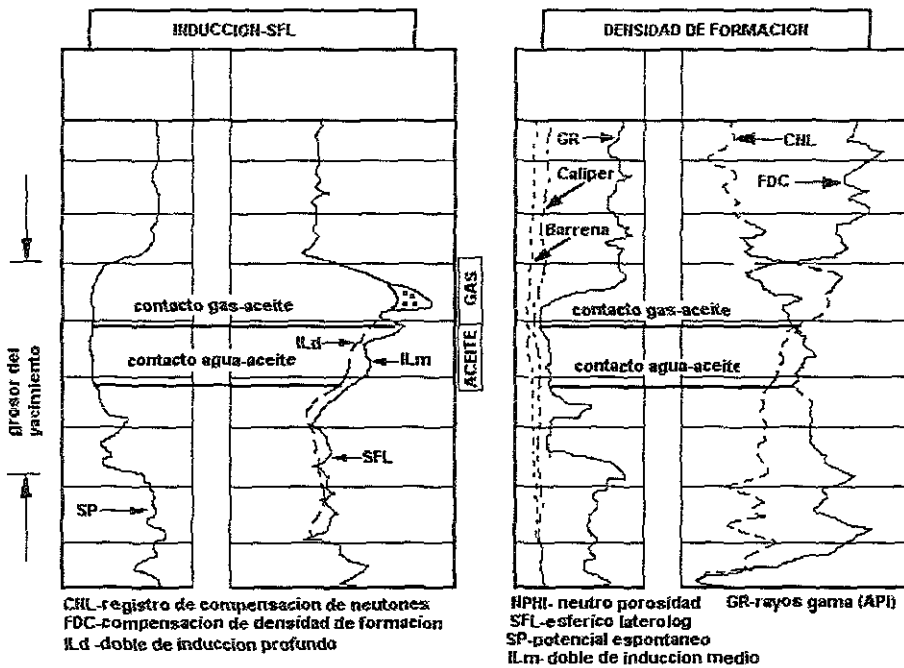 INDUCCION-SFL
DENSIDAD DE FORMACION
GR
CHL
Caliper
FDC
Barrena
contacto gas-aceite
GAS
contacto gas-aceite
ILd
ACEITE
contacto agua-aceite
ILm
contacto agua-aceite
grosor del
yacimiento
SFL
SP
CNL-registro de compensacion de neutones
FDC-compensacion de densidad de formacion
ILd -doble de induccion profundo
NPHI- neutro porosidad
GR-rayos gama (API)
SFL-esferico laterolog
SP-potencial espontaneo
ILm- doble de induccion medio